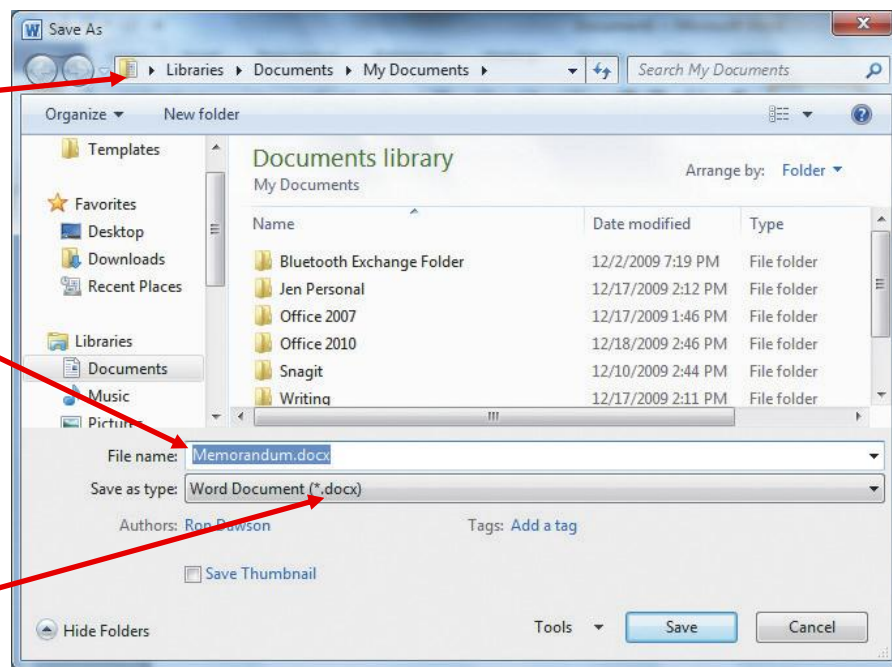 Save As
Libraries Documents My Documents
Search My Documents
Organize New folder
Templates
Favorites
Desktop
Downloads
Recent Places
Libraries
Documents
Music
Pictures
Documents library
My Documents
Arrange by: Folder
Name Date modified Type
Bluetooth Exchange Folder 12/2/2009 7:19 PM File folder
Jen Personal 12/17/2009 2:12 PM File folder
Office 2007 12/17/2009 1:46 PM File folder
Office 2010 12/18/2009 2:46 PM File folder
Snagit 12/10/2009 2:44 PM File folder
Writing 12/17/2009 2:11 PM File folder
File name: Memorandum.docx
Save as type: Word Document (*.docx)
Authors: Ron Dawson Tags: Add a tag
Save Thumbnail
Hide Folders Tools Save Cancel